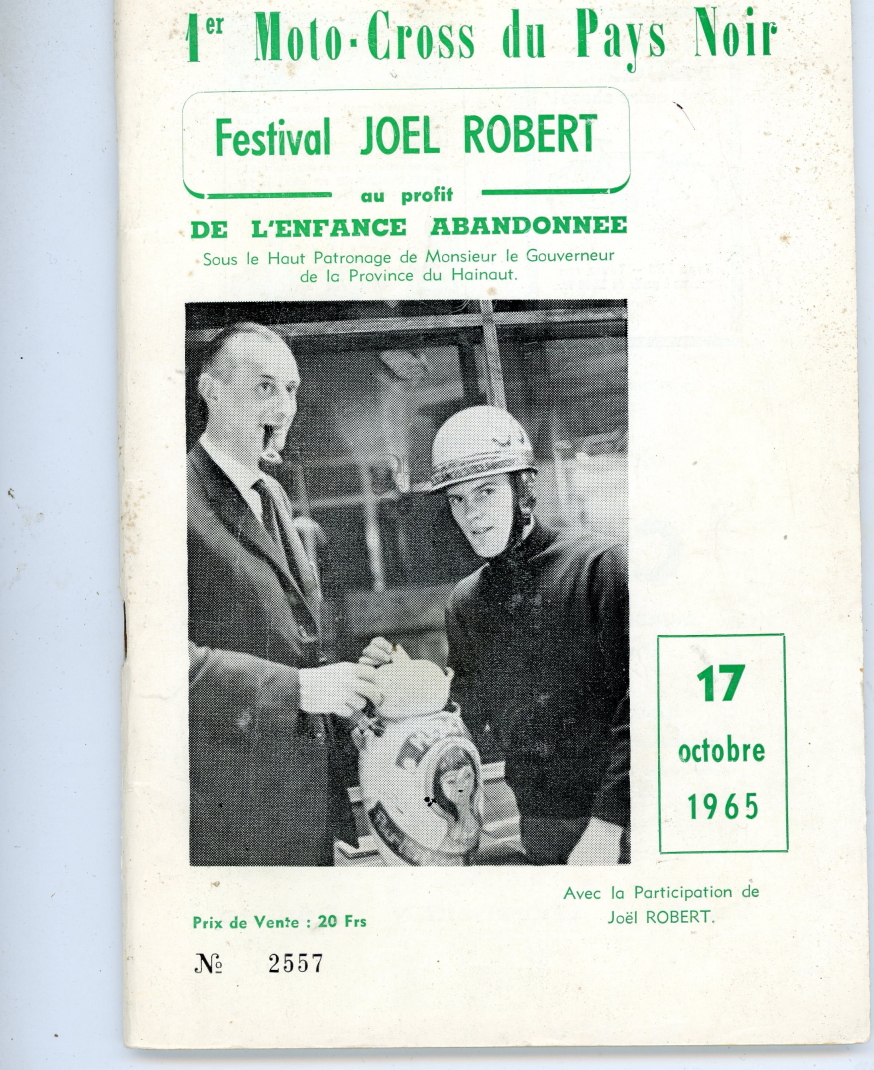 1er Moto-Cross du Pays Noir
Festival JOEL ROBERT
au profit
DE L'ENFANCE ABANDONNEE
Sous le Haut Patronage de Monsieur le Gouverneur
de la Province du Hainaut.
17
octobre
1965
Avec la Participation de
Joël ROBERT.
Prix de Vente : 20 Frs
№ 2557